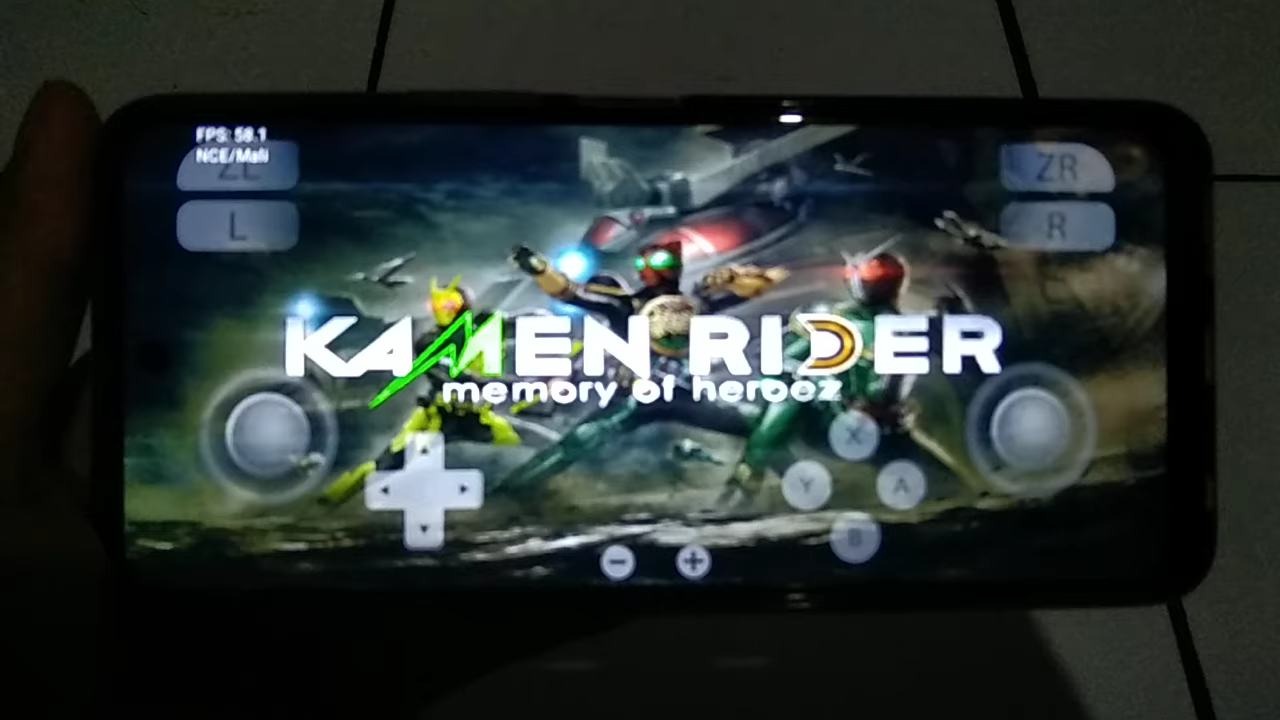 FPS: 58.1
NCE/Mali
ZL
ZR
L
R
KAMEN RIDER
memory of heroez
X
Y
A
B